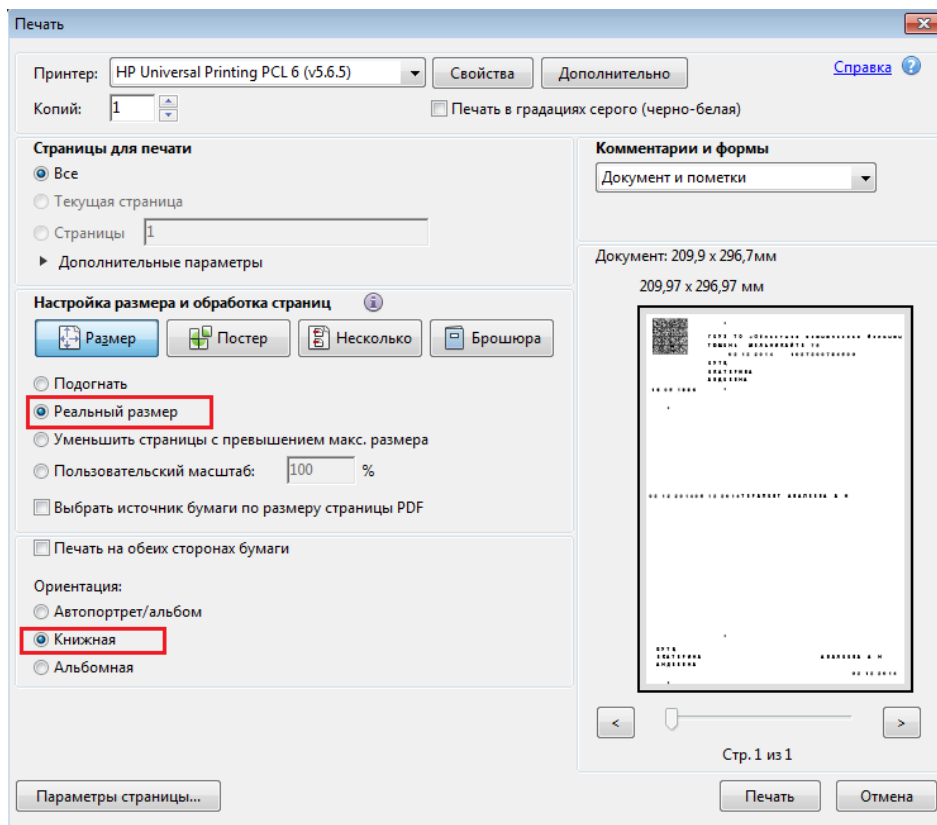 Печать
Принтер: HP Universal Printing PCL 6 (v5.6.5) Свойства Дополнительно Справка
Копий: 1 Печать в градациях серого (черно-белая)
Страницы для печати
Все
Текущая страница
Страницы 1
Дополнительные параметры
Комментарии и формы
Документ и пометки
Настройка размера и обработка страниц
Размер Постер Несколько Брошюра
Подогнать
Реальный размер
Уменьшить страницы с превышением макс. размера
Пользовательский масштаб: 100 %
Выбрать источник бумаги по размеру страницы PDF
Печать на обеих сторонах бумаги
Ориентация:
Автопортрет/альбом
Книжная
Альбомная
Документ: 209,9 x 296,7мм
209,97 x 296,97 мм
ЕКАТЕРИНА
АНДЕЕВНА
ЕКАТЕРИНА
АНДЕЕВНА
< >
Стр. 1 из 1
Параметры страницы... Печать Отмена